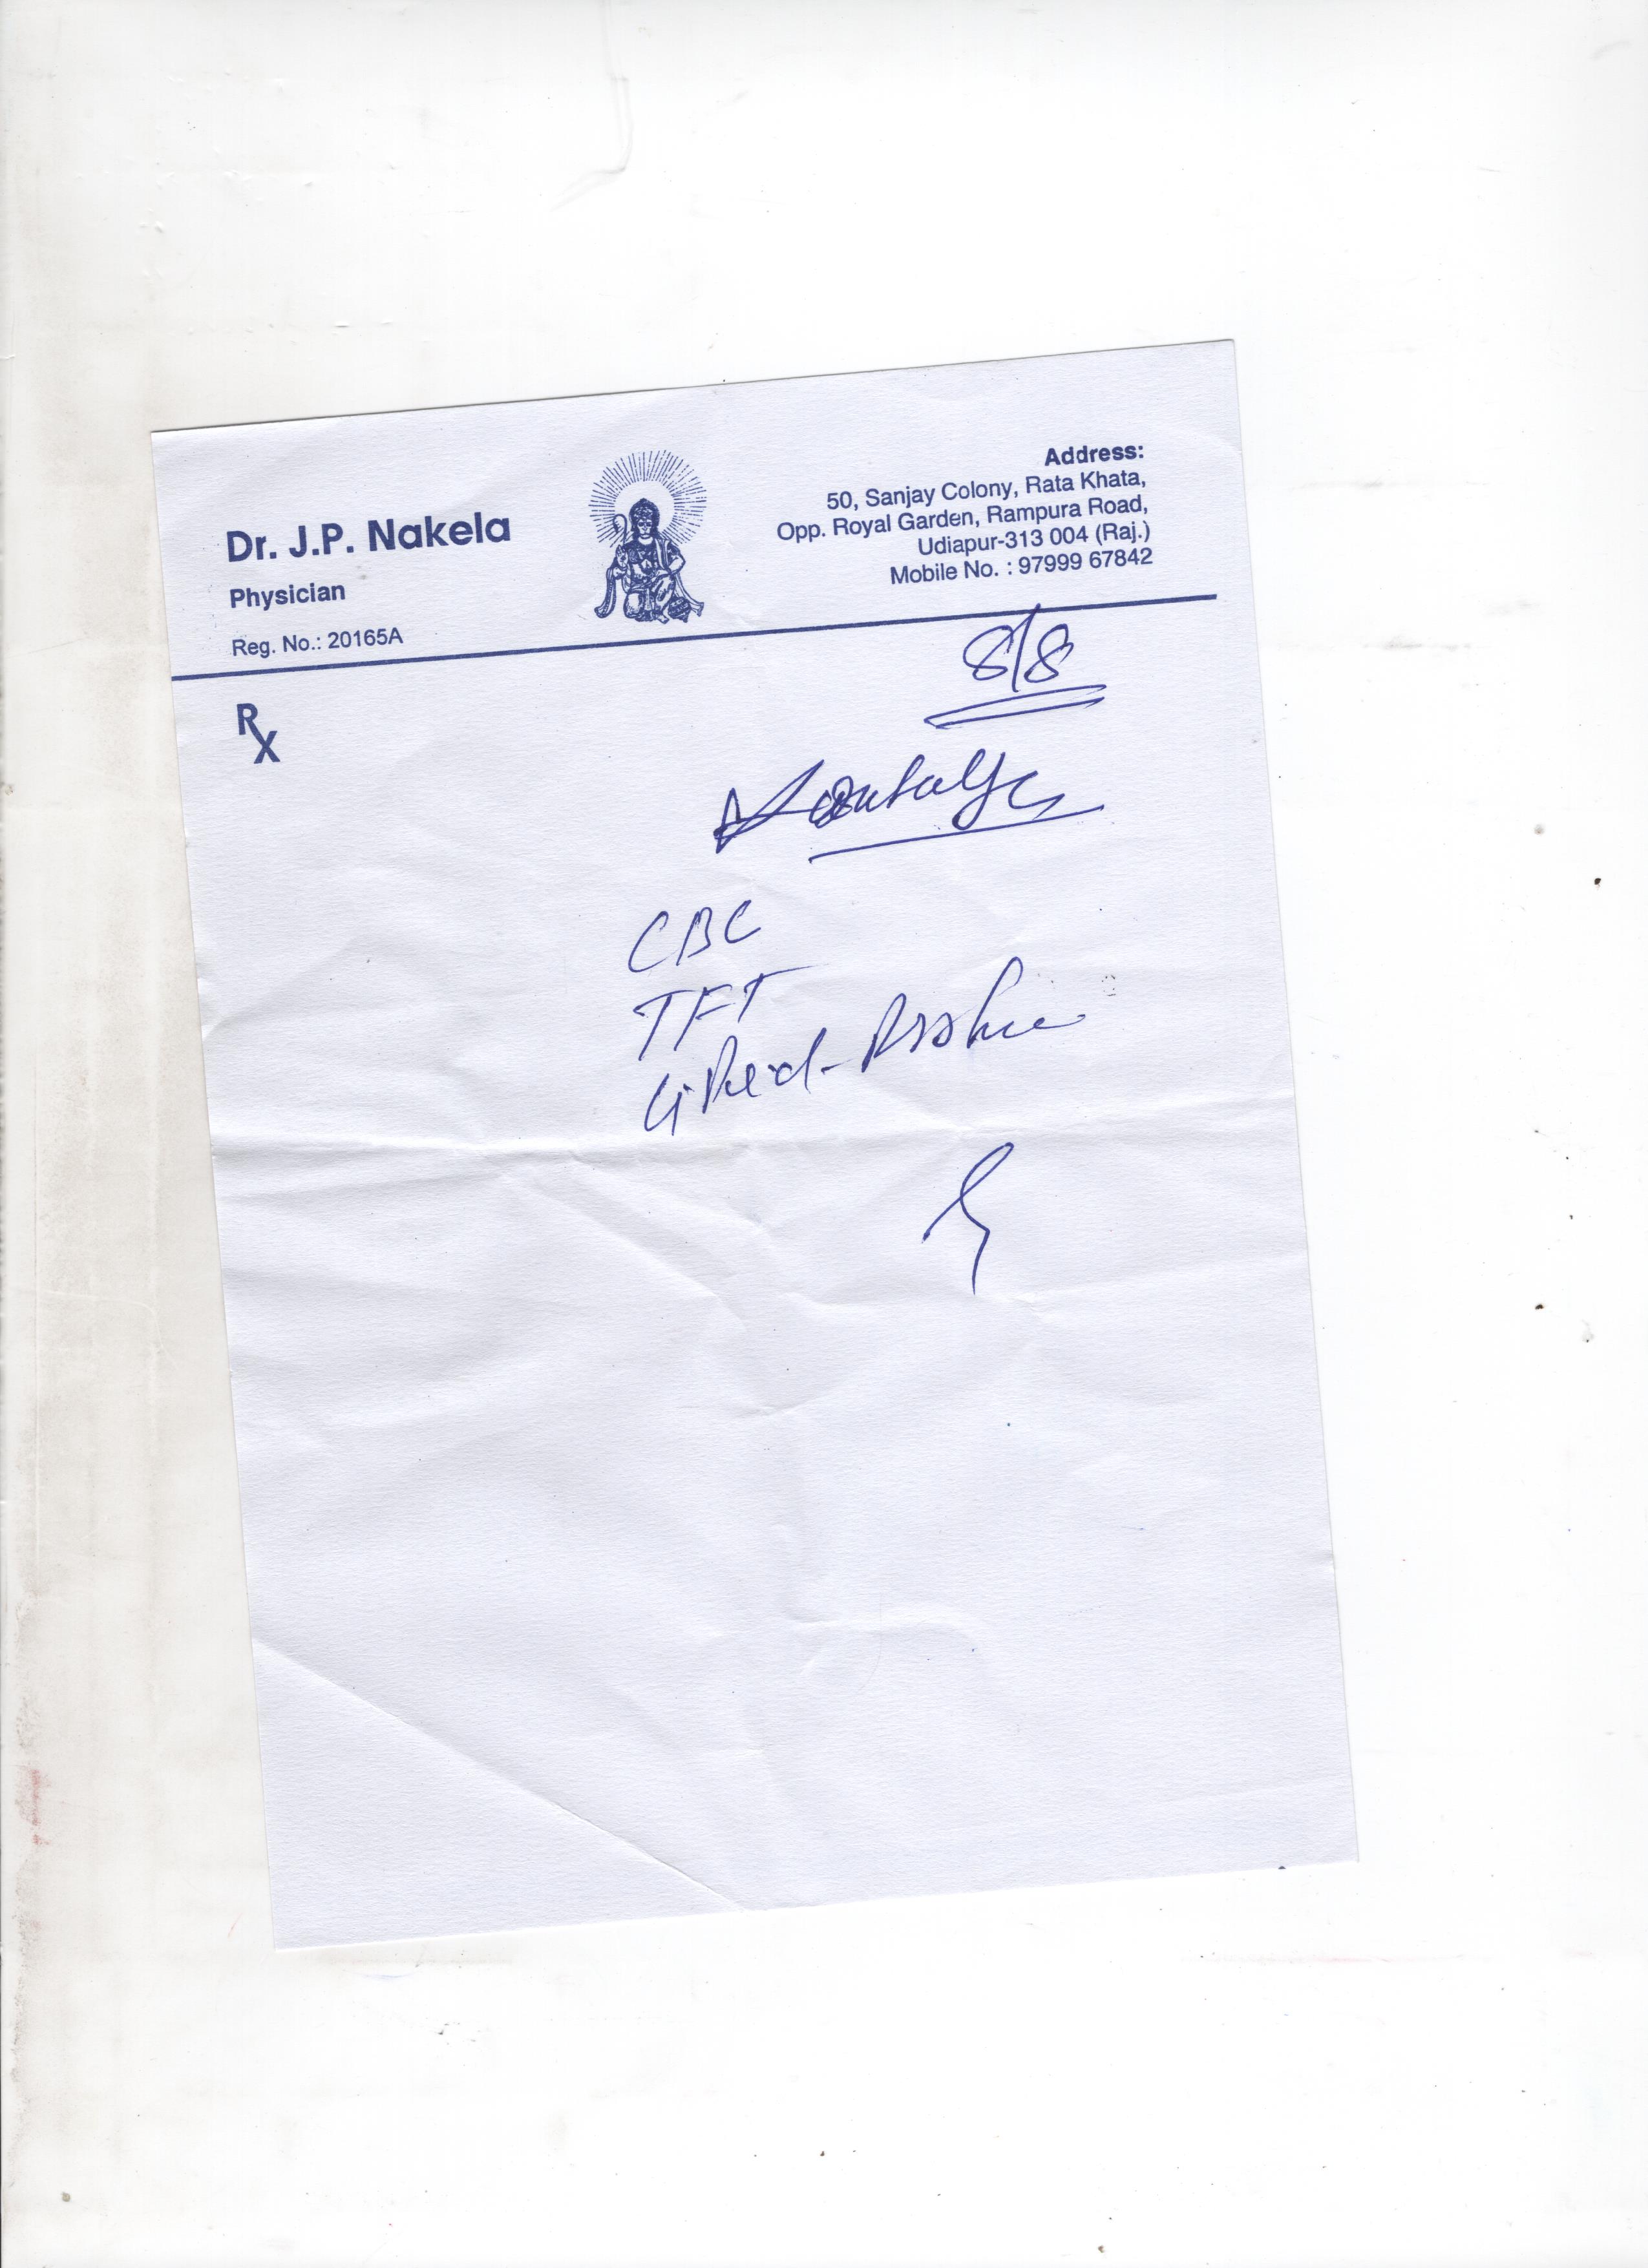 Dr. J.P. Nakela
Physician
Reg. No.: 20165A
Address:
50, Sanjay Colony, Rata Khata,
Opp. Royal Garden, Rampura Road,
Udiapur-313 004 (Raj.)
Mobile No. : 97999 67842
Rx
8/8
CBC
TFT